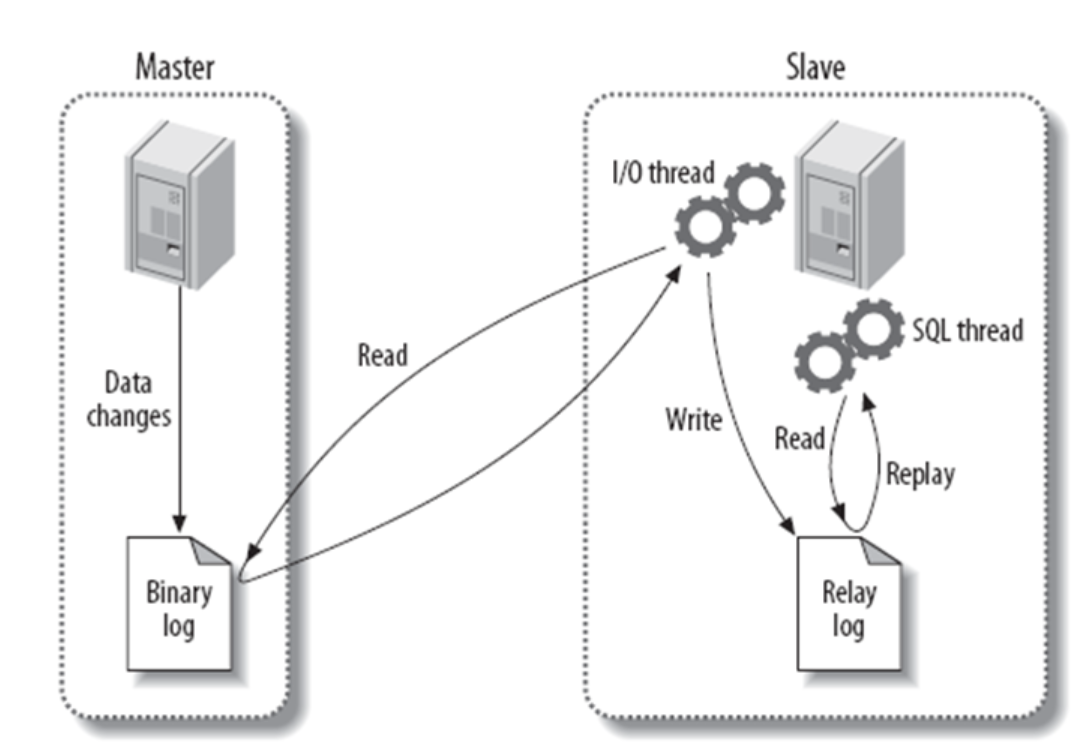 Master
Slave
I/O thread
SQL thread
Read
Data
changes
Write
Read
Replay
Binary
log
Relay
log